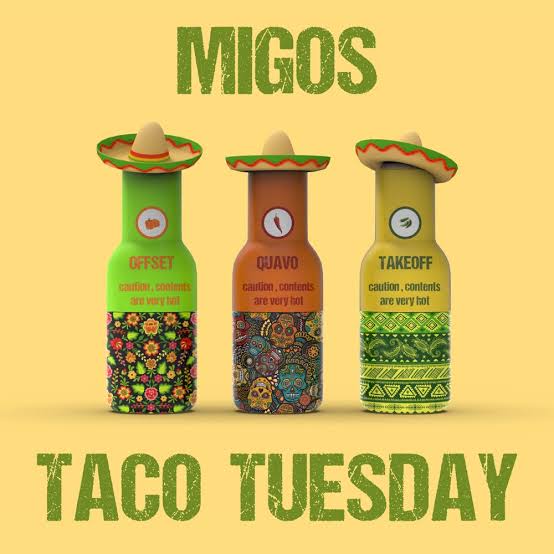 MIGOS
OFFSET
caution, contents
are very hot
QUAVO
caution, contents
are very hot
TAKEOFF
caution, contents
are very hot
TACO TUESDAY